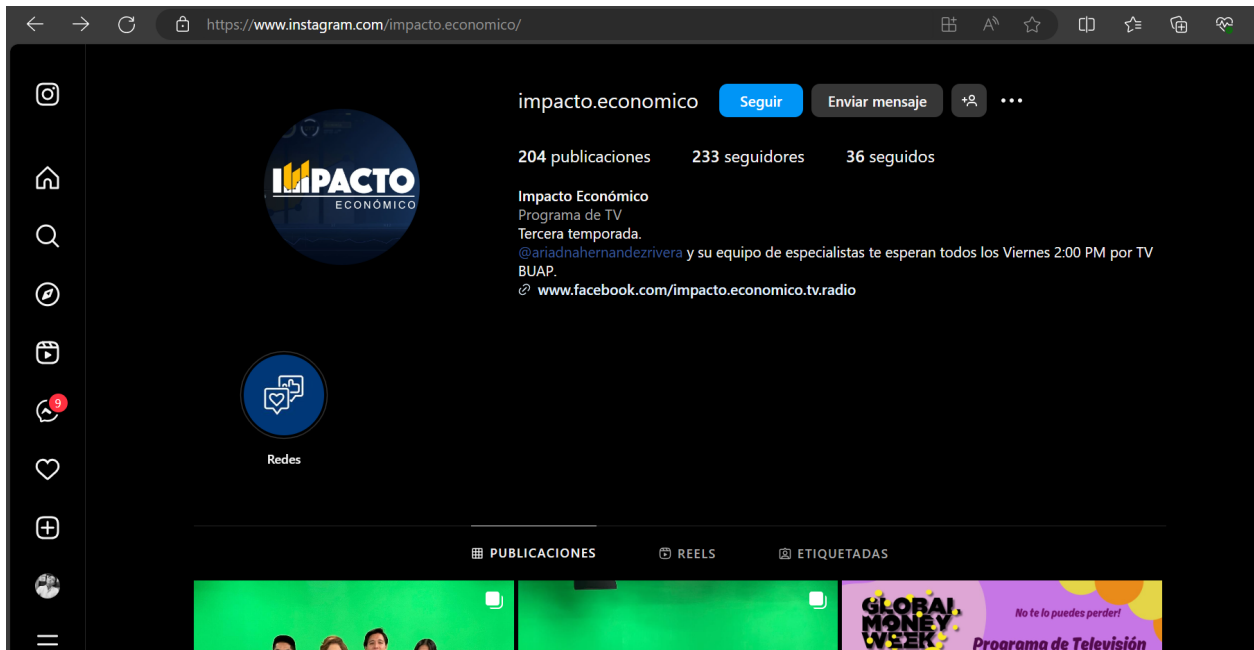 https://www.instagram.com/impacto.economico/
impacto.economico Seguir Enviar mensaje
204 publicaciones 233 seguidores 36 seguidos
IMPACTO
ECONÓMICO
Impacto Económico
Programa de TV
Tercera temporada.
@ariadnahernandezrivera y su equipo de especialistas te esperan todos los Viernes 2:00 PM por TV
BUAP.
www.facebook.com/impacto.economico.tv.radio
9
Redes
PUBLICACIONES REELS ETIQUETADAS
GLOBAL
MONEY
WEEK
No te lo puedes perder!
Programa de Televisión